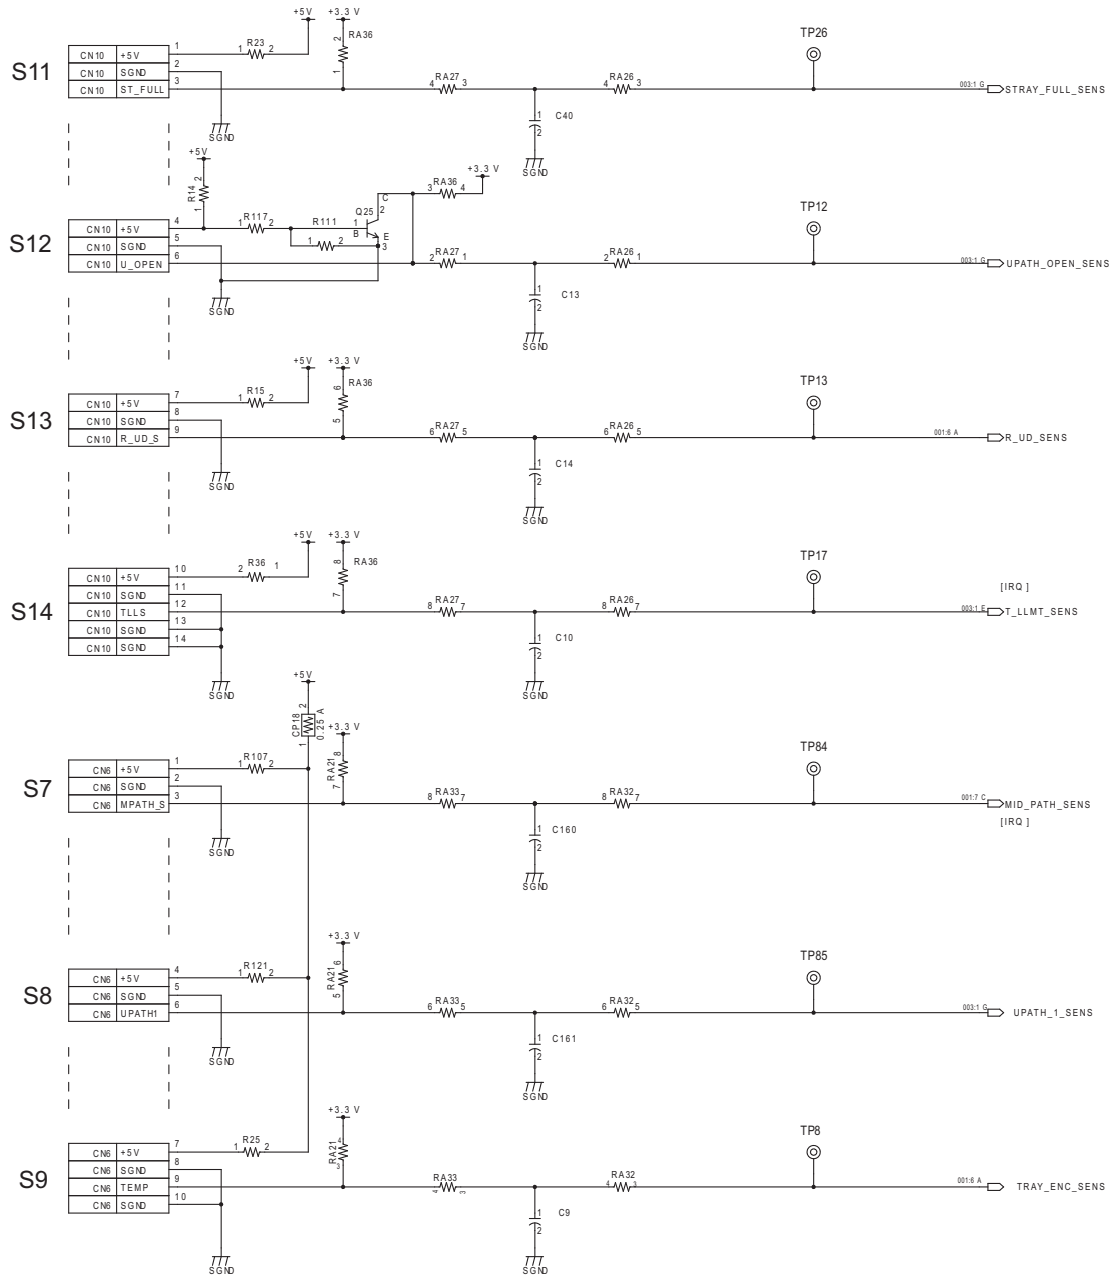 +5V +3.3 V
S11
CN10 +5V 1 1 R23 2 2 RA36 1
CN10 SGND 2
CN10 ST_FULL 3 4 RA27 3 4 RA26 3 TP26 003:1 G STRAY_FULL_SENS
SGND
1 C40 2
SGND
+5V
R14 2 1
+3.3 V
3 RA36 4
S12
CN10 +5V 4 1 R117 2 R111 1 2 Q25 1 B C 2 E 3
CN10 SGND 5
CN10 U_OPEN 6 2 RA27 1 2 RA26 1 TP12 003:1 G UPATH_OPEN_SENS
SGND
1 C13 2
SGND
+5V +3.3 V
S13
CN10 +5V 7 1 R15 2 6 RA36 5
CN10 SGND 8
CN10 R_UD_S 9 6 RA27 5 6 RA26 5 TP13 001:6 A R_UD_SENS
SGND
1 C14 2
SGND
+5V +3.3 V
S14
CN10 +5V 10 2 R36 1 8 RA36 7
CN10 SGND 11
CN10 TLLS 12 8 RA27 7 8 RA26 7 TP17 [IRQ] 003:1 E T_LLMT_SENS
CN10 SGND 13
CN10 SGND 14
SGND
1 C10 2
SGND
+5V
2 CP18 0.25 A 1
+3.3 V
S7
CN6 +5V 1 1 R107 2 8 RA21 7
CN6 SGND 2
CN6 MPATH_S 3 8 RA33 7 8 RA32 7 TP84 001:7 C MID_PATH_SENS
[IRQ]
SGND
1 C160 2
SGND
+3.3 V
S8
CN6 +5V 4 1 R121 2 6 RA21 5
CN6 SGND 5
CN6 UPATH1 6 6 RA33 5 6 RA32 5 TP85 003:1 G UPATH_1_SENS
SGND
1 C161 2
SGND
+3.3 V
S9
CN6 +5V 7 1 R25 2 4 RA21 3
CN6 SGND 8
CN6 TEMP 9 4 RA33 3 4 RA32 3 TP8 001:6 A TRAY_ENC_SENS
CN6 SGND 10
SGND
1 C9 2
SGND